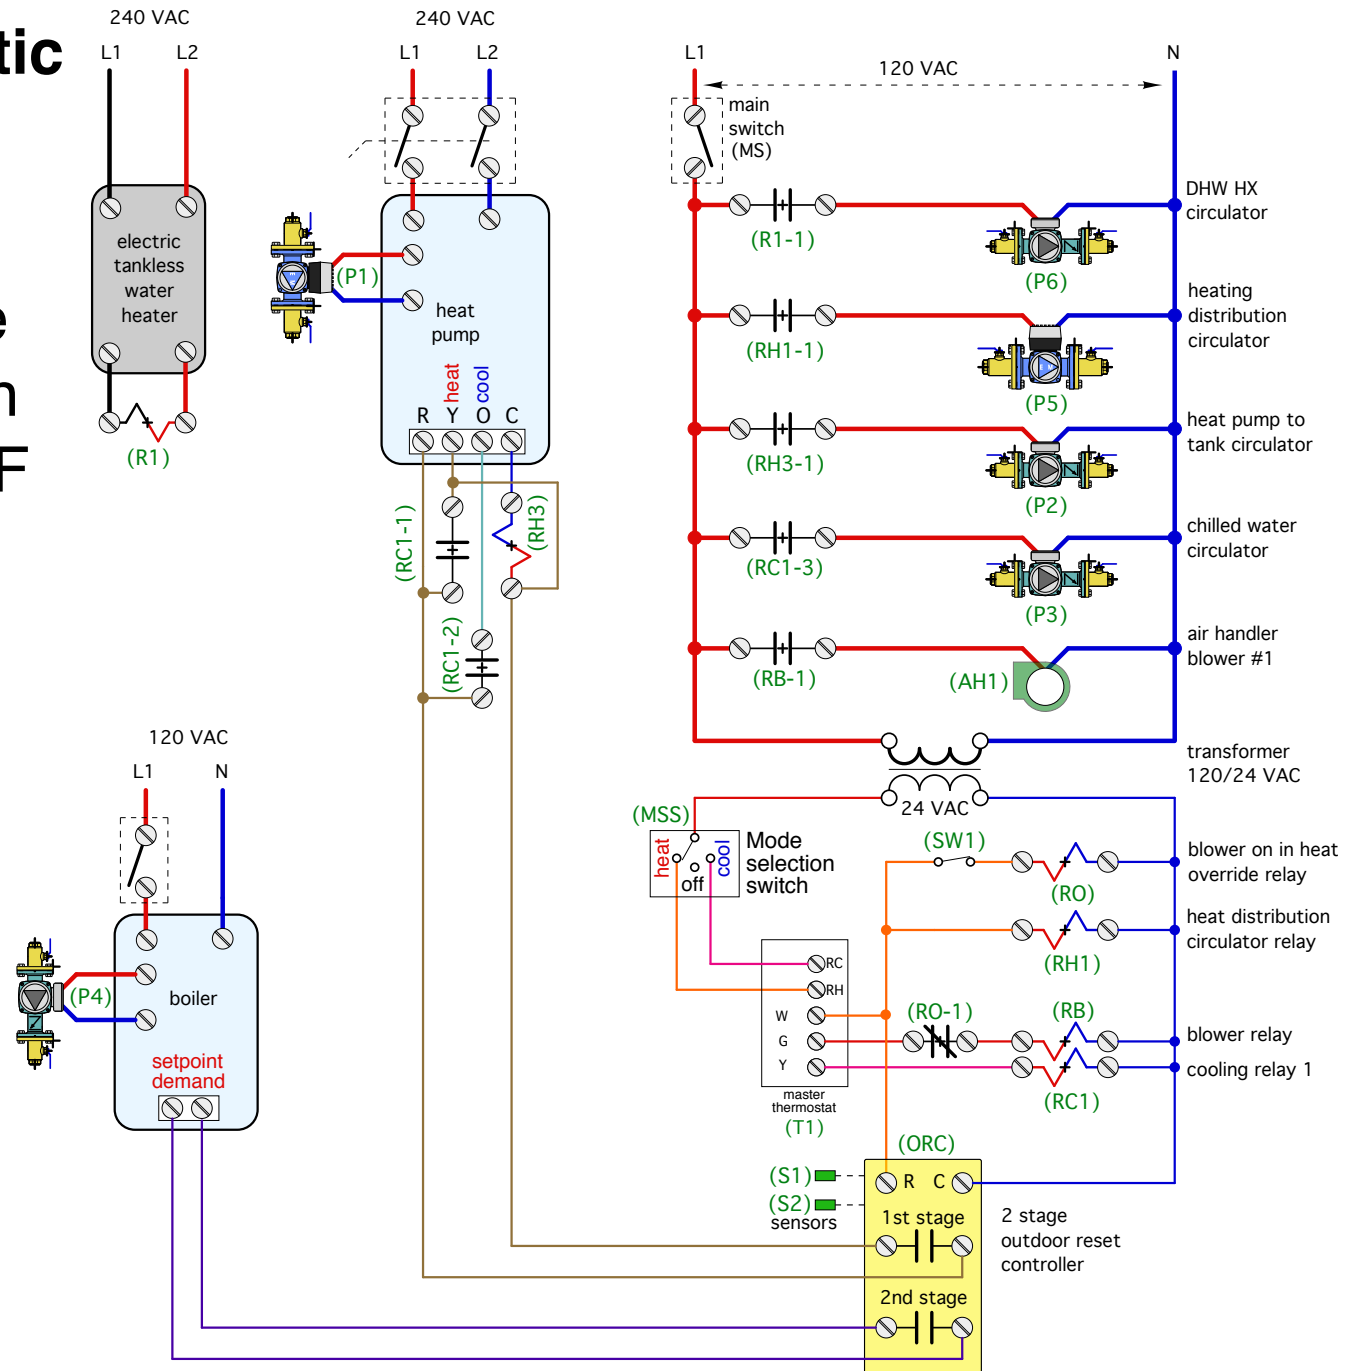 tic
e
n
F
240 VAC
L1 L2
electric
tankless
water
heater
(R1)
240 VAC
L1 L2
(P1)
heat
pump
heat
cool
R Y O C
(RC1-1)
(RH3)
(RC1-2)
120 VAC
L1 N
(P4)
boiler
setpoint
demand
L1
120 VAC
N
main
switch
(MS)
(R1-1)
(P6)
DHW HX
circulator
(RH1-1)
(P5)
heating
distribution
circulator
(RH3-1)
(P2)
heat pump to
tank circulator
(RC1-3)
(P3)
chilled water
circulator
(RB-1)
(AH1)
air handler
blower #1
transformer
120/24 VAC
24 VAC
(MSS)
heat
off
cool
Mode
selection
switch
(SW1)
(RO)
blower on in heat
override relay
(RH1)
heat distribution
circulator relay
RC
RH
W
G
Y
master
thermostat
(T1)
(RO-1)
(RB)
blower relay
cooling relay 1
(RC1)
(ORC)
(S1)
(S2)
sensors
R C
1st stage
2nd stage
2 stage
outdoor reset
controller